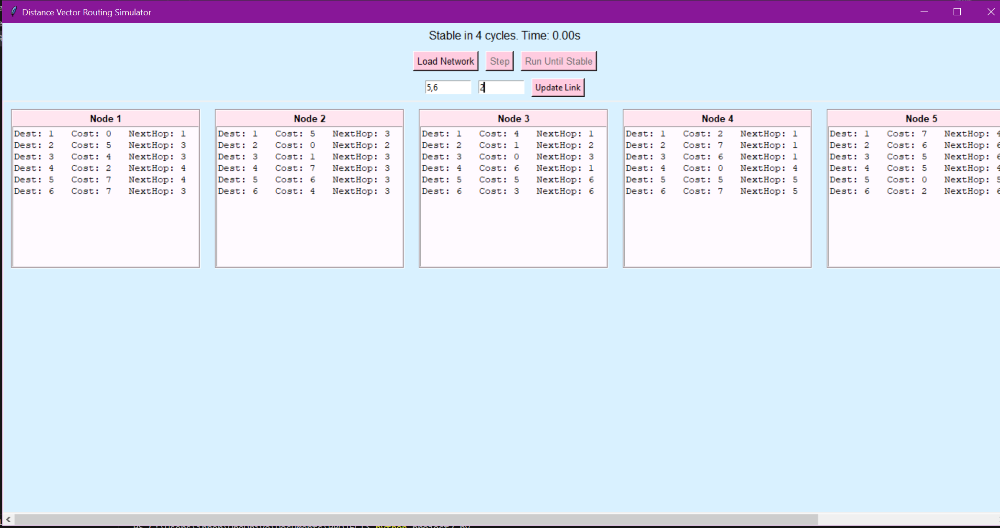 Distance Vector Routing Simulator
Stable in 4 cycles. Time: 0.00s
Load Network Step Run Until Stable
5,6 2 Update Link
Node 1
Dest: 1 Cost: 0 NextHop: 1
Dest: 2 Cost: 5 NextHop: 3
Dest: 3 Cost: 4 NextHop: 3
Dest: 4 Cost: 2 NextHop: 4
Dest: 5 Cost: 7 NextHop: 4
Dest: 6 Cost: 7 NextHop: 3
Node 2
Dest: 1 Cost: 5 NextHop: 3
Dest: 2 Cost: 0 NextHop: 2
Dest: 3 Cost: 1 NextHop: 3
Dest: 4 Cost: 7 NextHop: 3
Dest: 5 Cost: 6 NextHop: 3
Dest: 6 Cost: 4 NextHop: 3
Node 3
Dest: 1 Cost: 4 NextHop: 1
Dest: 2 Cost: 1 NextHop: 2
Dest: 3 Cost: 0 NextHop: 3
Dest: 4 Cost: 6 NextHop: 1
Dest: 5 Cost: 5 NextHop: 6
Dest: 6 Cost: 3 NextHop: 6
Node 4
Dest: 1 Cost: 2 NextHop: 1
Dest: 2 Cost: 7 NextHop: 1
Dest: 3 Cost: 6 NextHop: 1
Dest: 4 Cost: 0 NextHop: 4
Dest: 5 Cost: 5 NextHop: 5
Dest: 6 Cost: 7 NextHop: 5
Node 5
Dest: 1 Cost: 7 NextHop: 4
Dest: 2 Cost: 6 NextHop: 6
Dest: 3 Cost: 5 NextHop: 6
Dest: 4 Cost: 5 NextHop: 4
Dest: 5 Cost: 0 NextHop: 5
Dest: 6 Cost: 2 NextHop: 6